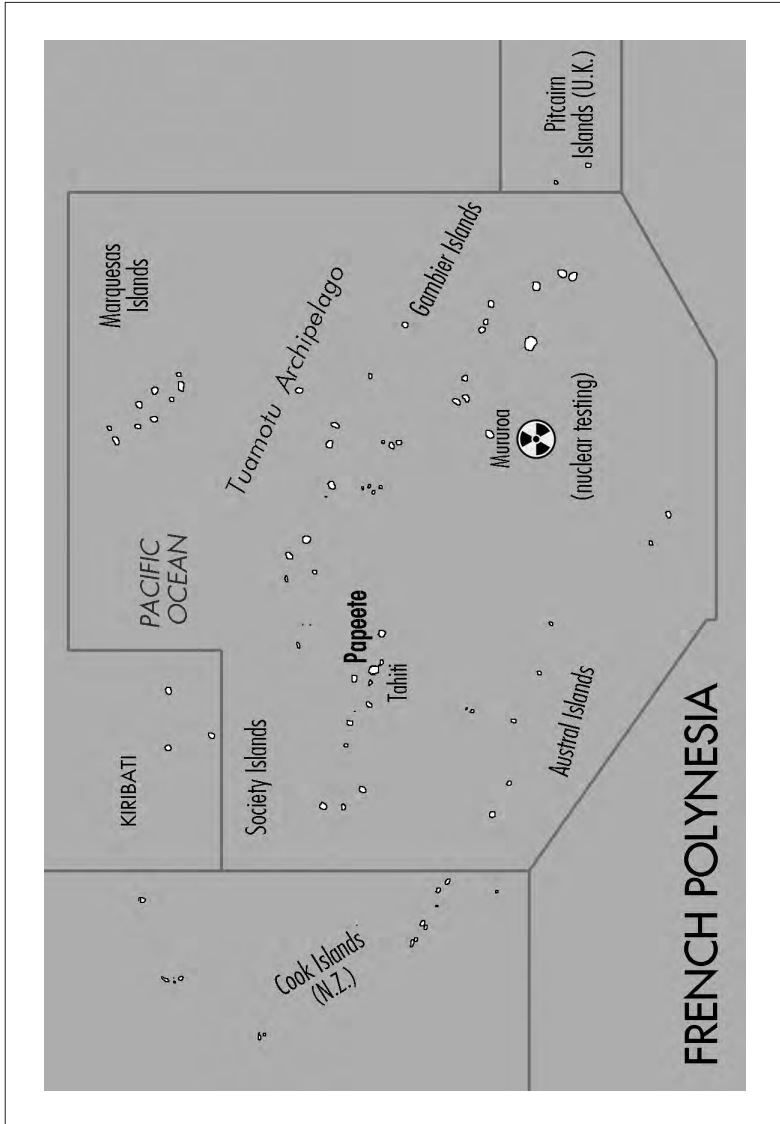 Marquesas
Islands
Pitcairn
Islands (U.K.)
Tuamotu Archipelago
Gambier Islands
PACIFIC
OCEAN
KIRIBATI
Society Islands
Papeete
Tahiti
Mururoa
(nuclear testing)
Austral Islands
Cook Islands
(N.Z.)
FRENCH POLYNESIA